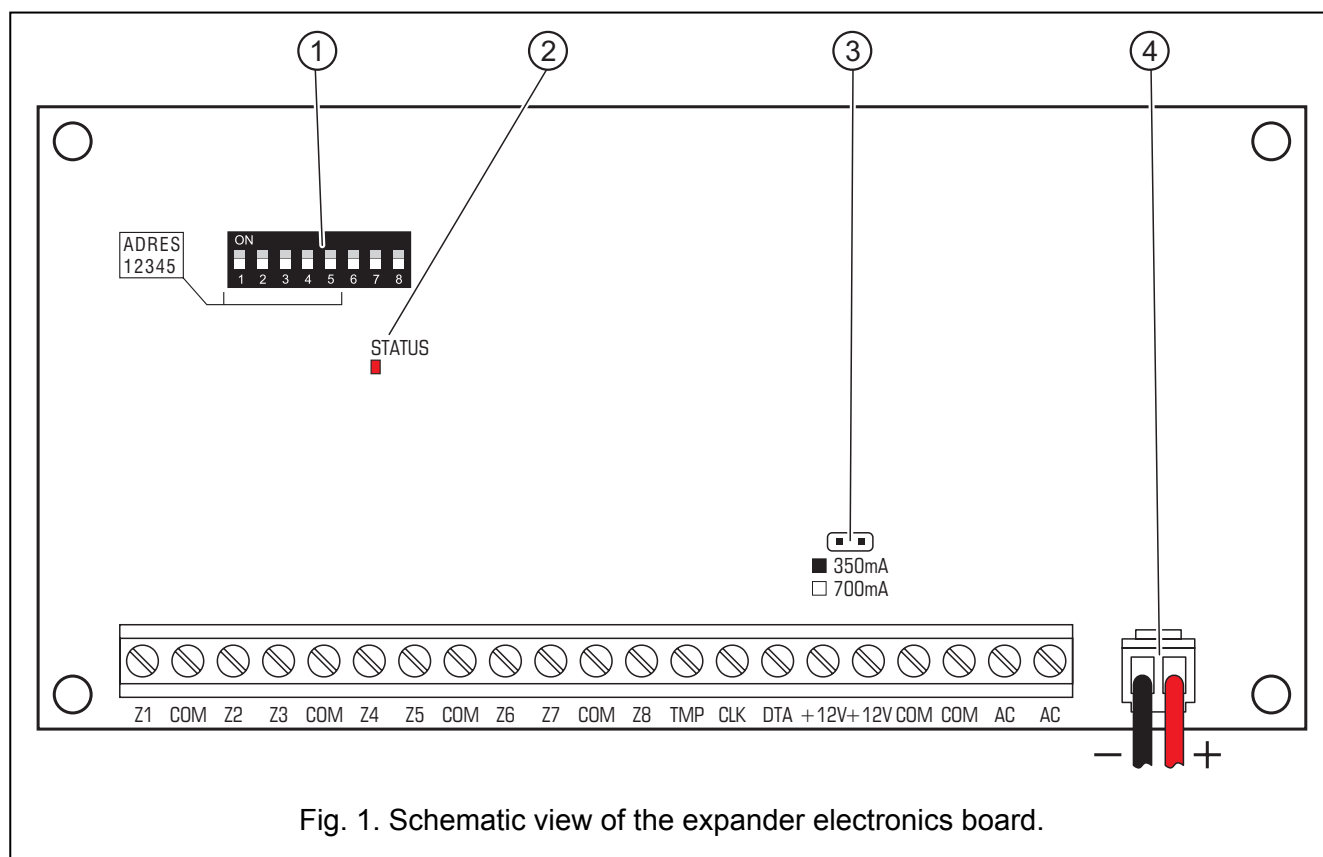 1 2 3 4
ADRES
12345
ON
1 2 3 4 5 6 7 8
STATUS
350mA
700mA
Z1 COM Z2 Z3 COM Z4 Z5 COM Z6 Z7 COM Z8 TMP CLK DTA +12V+12V COM COM AC AC
− +
Fig. 1. Schematic view of the expander electronics board.